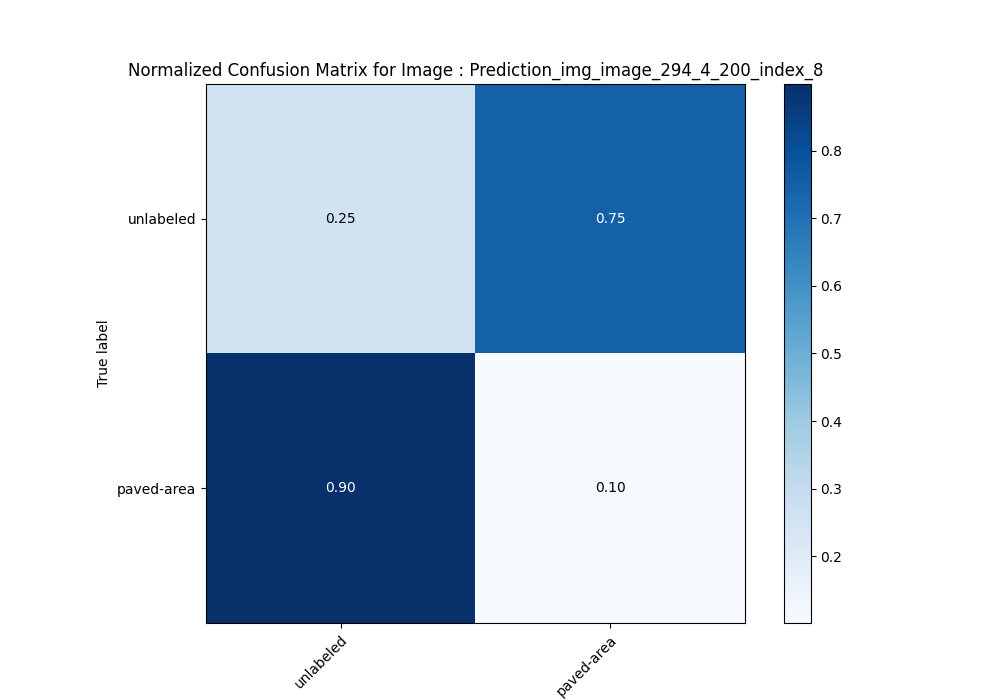 Normalized Confusion Matrix for Image : Prediction_img_image_294_4_200_index_8
unlabeled
0.25
0.75
paved-area
0.90
0.10
True label
unlabeled
paved-area
0.8
0.7
0.6
0.5
0.4
0.3
0.2